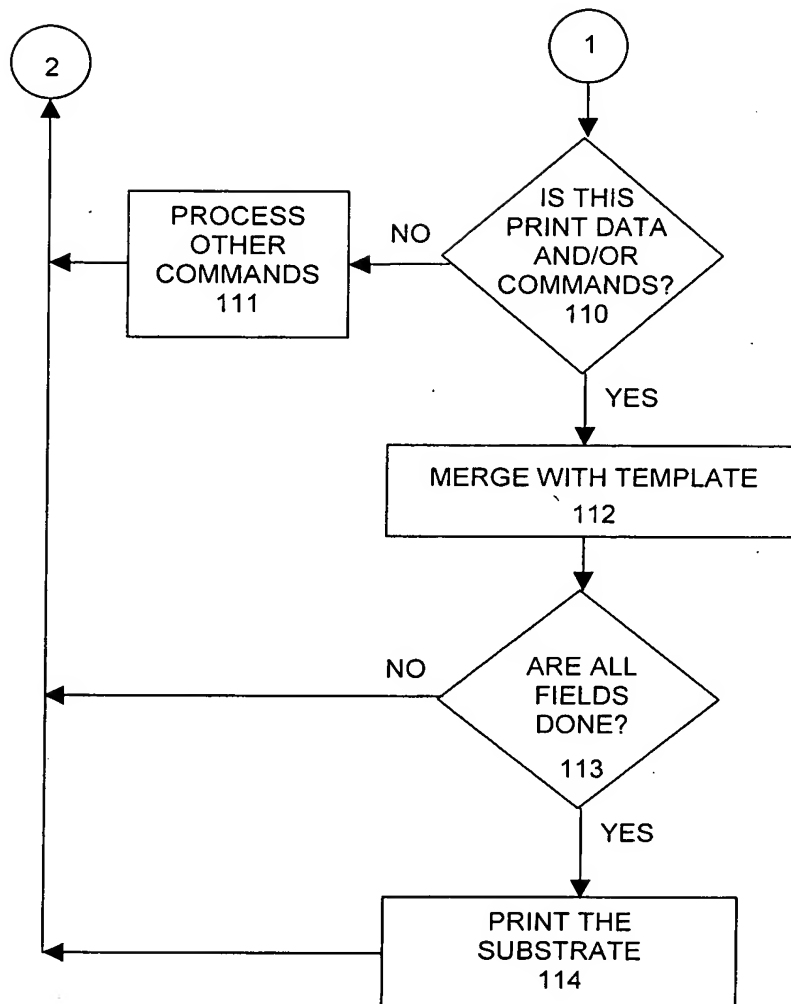 2
1
IS THIS
PRINT DATA
AND/OR
COMMANDS?
110
NO
PROCESS
OTHER
COMMANDS
111
YES
MERGE WITH TEMPLATE
112
ARE ALL
FIELDS
DONE?
113
NO
YES
PRINT THE
SUBSTRATE
114